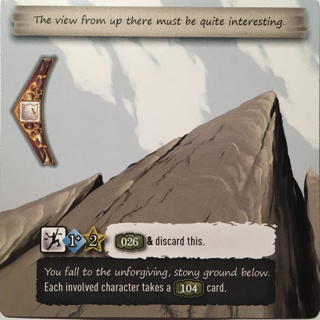 The view from up there must be quite interesting.
1 2 026 & discard this.
You fall to the unforgiving, stony ground below.
Each involved character takes a 104 card.